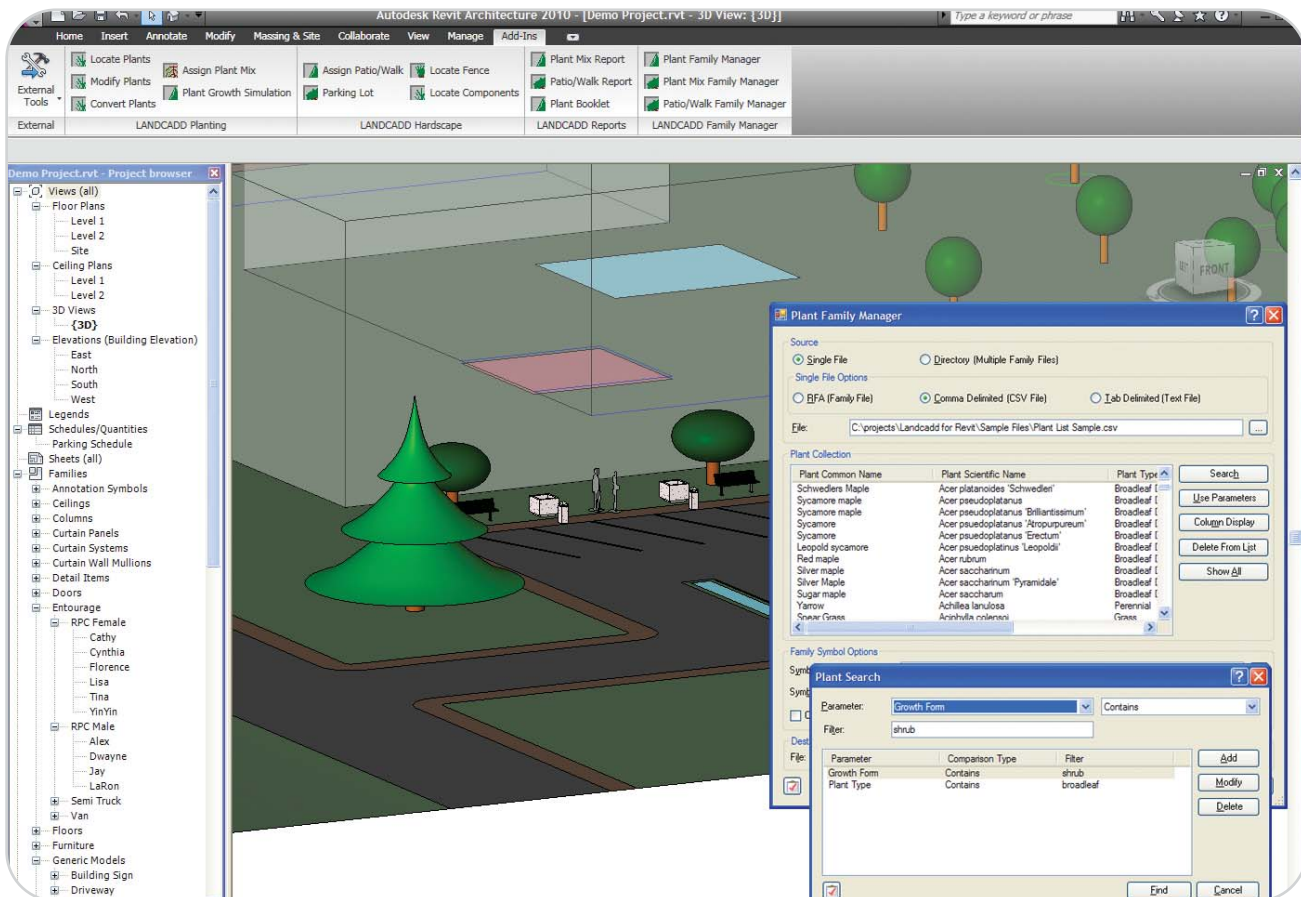 Autodesk Revit Architecture 2010 - [Demo Project.rvt - 3D View: {3D}]
Type a keyword or phrase
Home Insert Annotate Modify Massing & Site Collaborate View Manage Add-Ins
External Tools
Locate Plants
Modify Plants
Convert Plants
Assign Plant Mix
Plant Growth Simulation
Assign Patio/Walk
Parking Lot
Locate Fence
Locate Components
Plant Mix Report
Patio/Walk Report
Plant Booklet
Plant Family Manager
Plant Mix Family Manager
Patio/Walk Family Manager
External LANDCADD Planting LANDCADD Hardscape LANDCADD Reports LANDCADD Family Manager
Demo Project.rvt - Project browser
Views (all)
Floor Plans
Level 1
Level 2
Site
Ceiling Plans
Level 1
Level 2
3D Views
{3D}
Elevations (Building Elevation)
East
North
South
West
Legends
Schedules/Quantities
Parking Schedule
Sheets (all)
Families
Annotation Symbols
Ceilings
Columns
Curtain Panels
Curtain Systems
Curtain Wall Mullions
Detail Items
Doors
Entourage
RPC Female
Cathy
Cynthia
Florence
Lisa
Tina
YinYin
RPC Male
Alex
Dwayne
Jay
LaRon
Semi Truck
Van
Floors
Furniture
Generic Models
Building Sign
Driveway
FRONT
Plant Family Manager
Source
Single File Directory (Multiple Family Files)
Single File Options
RFA (Family File) Comma Delimited (CSV File) Tab Delimited (Text File)
File: C:\projects\Landcadd for Revit\Sample Files\Plant List Sample.csv ...
Plant Collection
Plant Common Name Plant Scientific Name Plant Type
Schwedlers Maple Acer platanoides 'Schwedleri' Broadleaf D
Sycamore maple Acer pseudoplatanus Broadleaf D
Sycamore maple Acer pseudoplatanus 'Brilliantissimum' Broadleaf D
Sycamore Acer psuedoplatanus 'Atropurpureum' Broadleaf D
Sycamore Acer psuedoplatanus 'Erectum' Broadleaf D
Leopold sycamore Acer psuedoplatinus 'Leopoldii' Broadleaf D
Red maple Acer rubrum Broadleaf D
Silver maple Acer saccharinum Broadleaf D
Silver Maple Acer saccharinum 'Pyramidale' Broadleaf D
Sugar maple Acer saccharum Broadleaf D
Yarrow Achillea lanulosa Perennial
Spear Grass Aciphylla colensoi Grass
Search
Use Parameters
Column Display
Delete From List
Show All
Family Symbol Options
Symb
Symb
Dest
File:
Plant Search
Parameter: Growth Form Contains
Filter: shrub
Parameter Comparison Type Filter
Growth Form Contains shrub
Plant Type Contains broadleaf
Add
Modify
Delete
Find Cancel